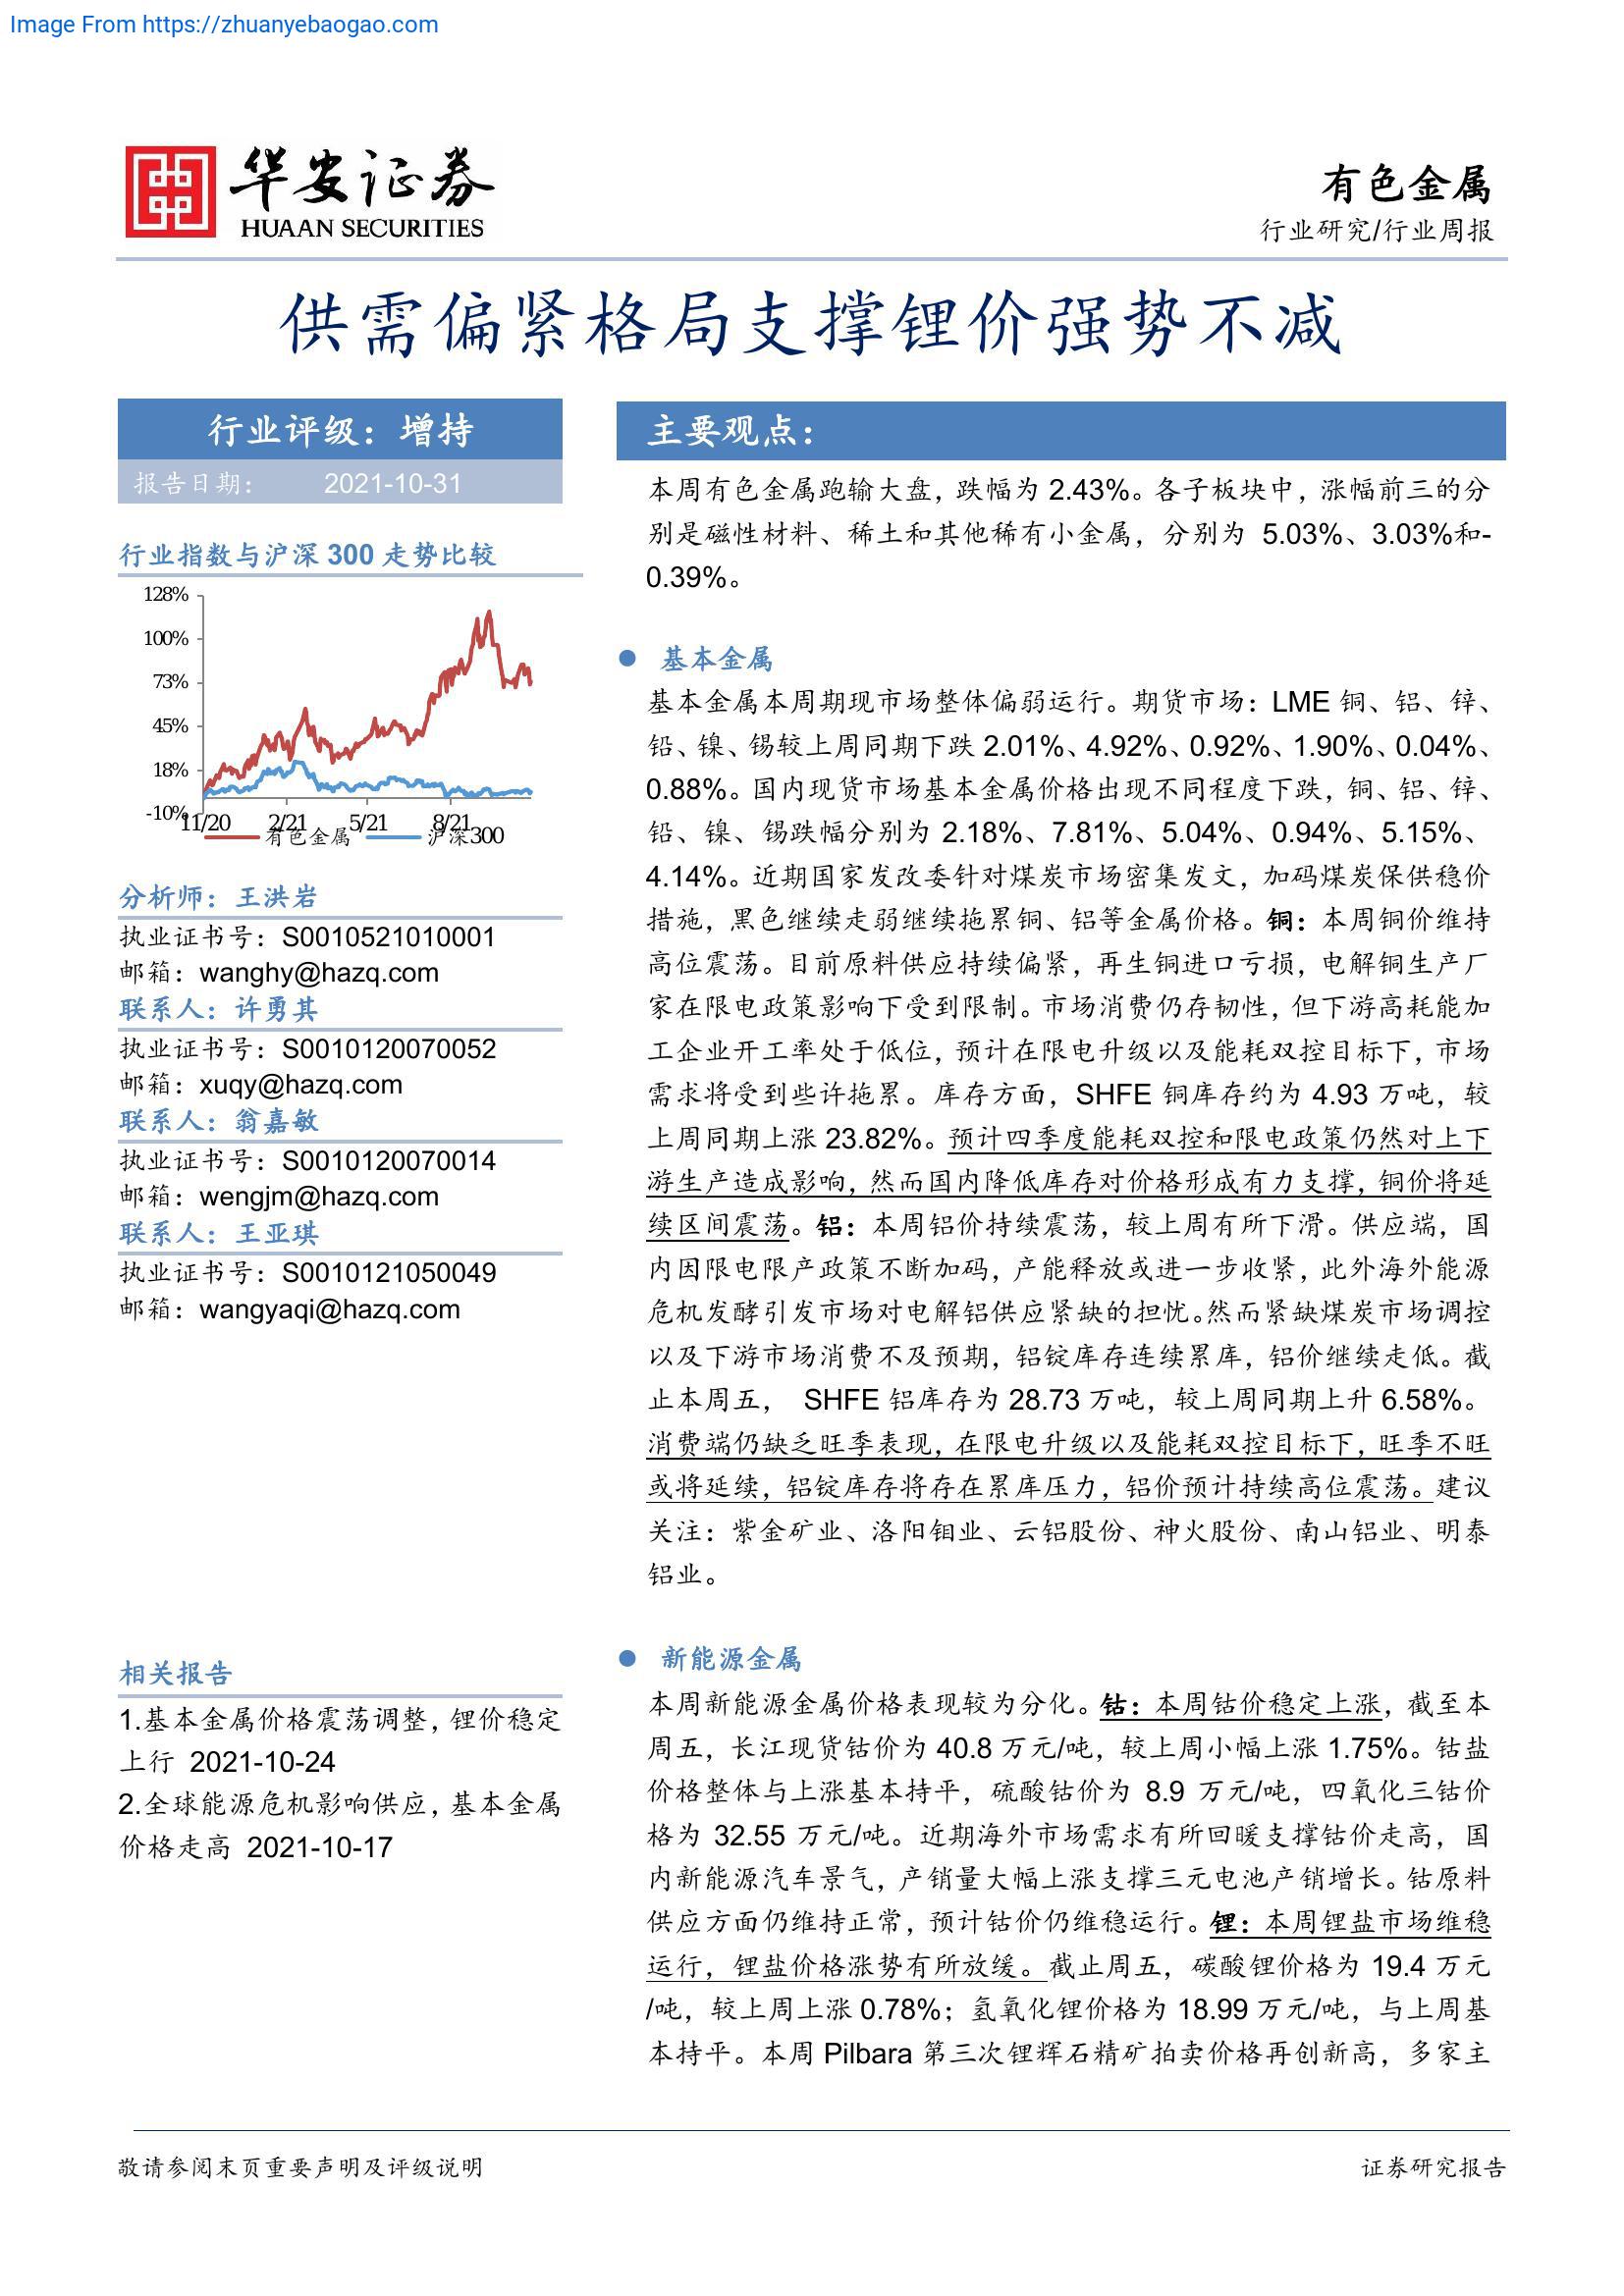 Image From https://zhuanyebaogao.com
华安证券
HUAAN SECURITIES
有色金属
行业研究/行业周报
供需偏紧格局支撑锂价强势不减
行业评级：增持
报告日期： 2021-10-31
行业指数与沪深 300 走势比较
128%
100%
73%
45%
18%
-10%
11/20 2/21 5/21 8/21
有色金属 沪深300
分析师：王洪岩
执业证书号：S0010521010001
邮箱：wanghy@hazq.com
联系人：许勇其
执业证书号：S0010120070052
邮箱：xuqy@hazq.com
联系人：翁嘉敏
执业证书号：S0010120070014
邮箱：wengjm@hazq.com
联系人：王亚琪
执业证书号：S0010121050049
邮箱：wangyaqi@hazq.com
相关报告
1.基本金属价格震荡调整，锂价稳定
上行 2021-10-24
2.全球能源危机影响供应，基本金属
价格走高 2021-10-17
主要观点：
本周有色金属跑输大盘，跌幅为 2.43%。各子板块中，涨幅前三的分
别是磁性材料、稀土和其他稀有小金属，分别为 5.03%、3.03%和-
0.39%。
● 基本金属
基本金属本周期现市场整体偏弱运行。期货市场：LME 铜、铝、锌、
铅、镍、锡较上周同期下跌 2.01%、4.92%、0.92%、1.90%、0.04%、
0.88%。国内现货市场基本金属价格出现不同程度下跌，铜、铝、锌、
铅、镍、锡跌幅分别为 2.18%、7.81%、5.04%、0.94%、5.15%、
4.14%。近期国家发改委针对煤炭市场密集发文，加码煤炭保供稳价
措施，黑色继续走弱继续拖累铜、铝等金属价格。铜：本周铜价维持
高位震荡。目前原料供应持续偏紧，再生铜进口亏损，电解铜生产厂
家在限电政策影响下受到限制。市场消费仍存韧性，但下游高耗能加
工企业开工率处于低位，预计在限电升级以及能耗双控目标下，市场
需求将受到些许拖累。库存方面，SHFE 铜库存约为 4.93 万吨，较
上周同期上涨 23.82%。预计四季度能耗双控和限电政策仍然对上下
游生产造成影响，然而国内降低库存对价格形成有力支撑，铜价将延
续区间震荡。铝：本周铝价持续震荡，较上周有所下滑。供应端，国
内因限电限产政策不断加码，产能释放或进一步收紧，此外海外能源
危机发酵引发市场对电解铝供应紧缺的担忧。然而紧缺煤炭市场调控
以及下游市场消费不及预期，铝锭库存连续累库，铝价继续走低。截
止本周五， SHFE 铝库存为 28.73 万吨，较上周同期上升 6.58%。
消费端仍缺乏旺季表现，在限电升级以及能耗双控目标下，旺季不旺
或将延续，铝锭库存将存在累库压力，铝价预计持续高位震荡。建议
关注：紫金矿业、洛阳钼业、云铝股份、神火股份、南山铝业、明泰
铝业。
● 新能源金属
本周新能源金属价格表现较为分化。钴：本周钴价稳定上涨，截至本
周五，长江现货钴价为 40.8 万元/吨，较上周小幅上涨 1.75%。钴盐
价格整体与上涨基本持平，硫酸钴价为 8.9 万元/吨，四氧化三钴价
格为 32.55 万元/吨。近期海外市场需求有所回暖支撑钴价走高，国
内新能源汽车景气，产销量大幅上涨支撑三元电池产销增长。钴原料
供应方面仍维持正常，预计钴价仍维稳运行。锂：本周锂盐市场维稳
运行，锂盐价格涨势有所放缓。截止周五，碳酸锂价格为 19.4 万元
/吨，较上周上涨 0.78%；氢氧化锂价格为 18.99 万元/吨，与上周基
本持平。本周 Pilbara 第三次锂辉石精矿拍卖价格再创新高，多家主
敬请参阅末页重要声明及评级说明
证券研究报告